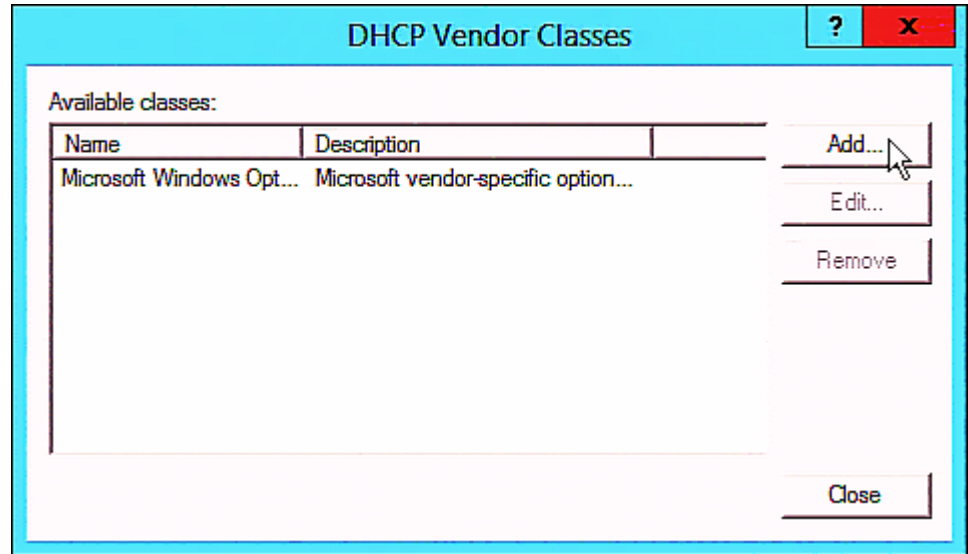 DHCP Vendor Classes
? x
Available classes:
Name Description
Add...
Microsoft Windows Opt... Microsoft vendor-specific option...
Edit...
Remove
Close